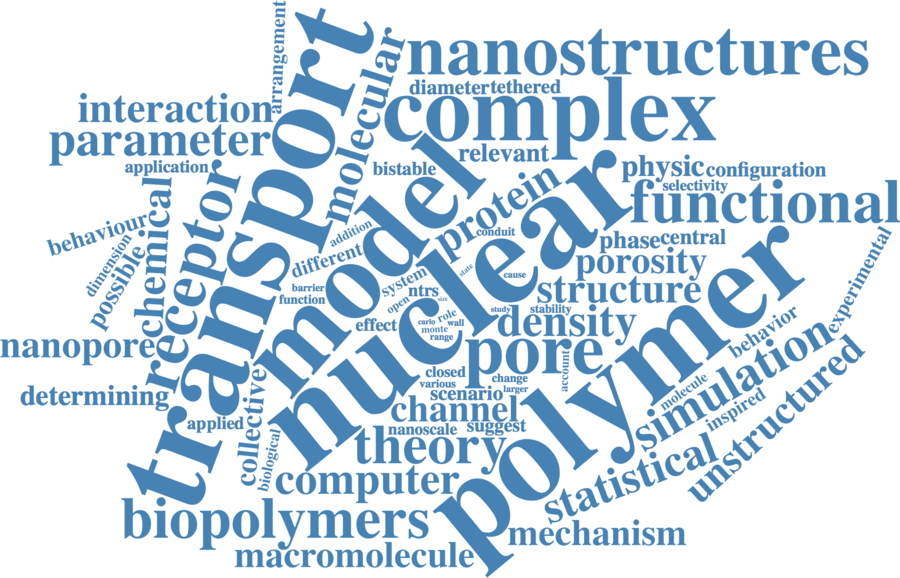 arrangement
transport
molecular
nanostructures
diameter
tethered
complex
interaction
parameter
application
relevant
bistable
physic
configuration
selectivity
functional
model
protein
nuclear
conduit
behaviour
dimension
possible
chemical
receptor
addition
different
barrier
function
system
open
ntrs
size
state
cause
phase
central
porosity
structure
polymer
experimental
nanopore
effect
carlo
role
monte
wall
range
study
stability
density
pore
behavior
simulation
determining
closed
various
change
larger
account
molecule
inspired
unstructured
scenario
channel
nanoscale
suggest
applied
collective
biological
theory
computer
statistical
biopolymers
mechanism
macromolecule